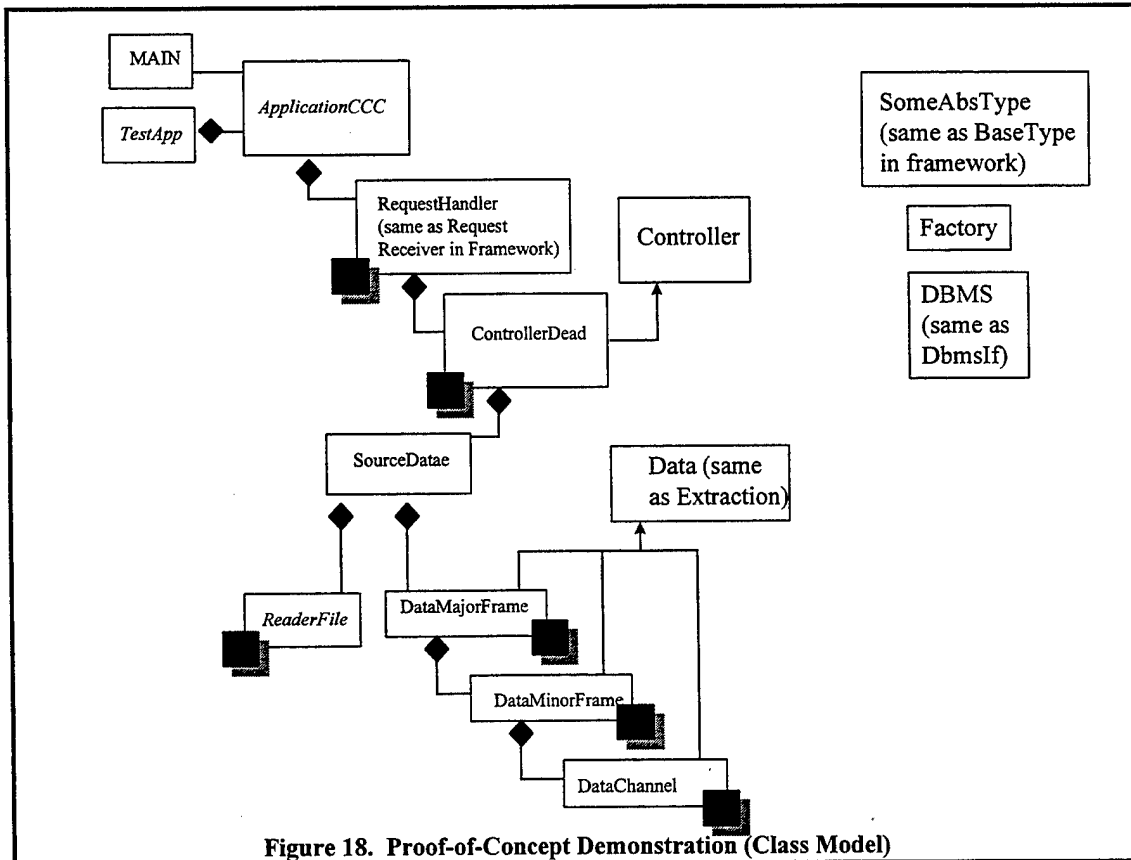 MAIN
TestApp
ApplicationCCC
RequestHandler
(same as Request
Receiver in Framework)
Controller
ControllerDead
SourceDatae
ReaderFile
DataMajorFrame
DataMinorFrame
DataChannel
Data (same
as Extraction)
SomeAbsType
(same as BaseType
in framework)
Factory
DBMS
(same as
DbmsIf)
Figure 18. Proof-of-Concept Demonstration (Class Model)